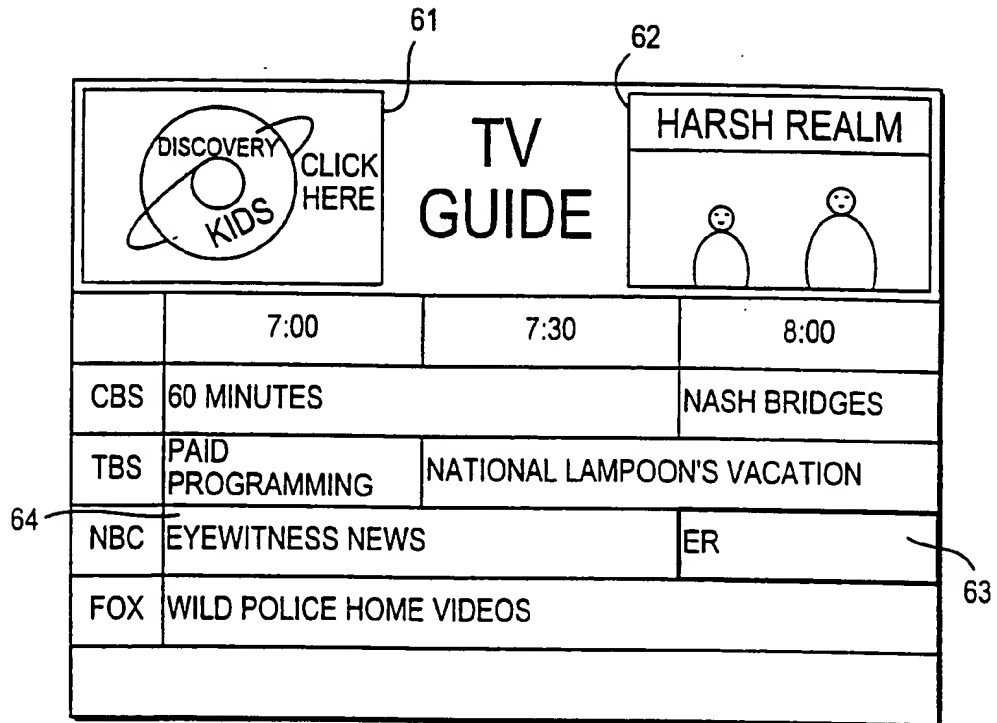 61
62
DISCOVERY
KIDS
CLICK
HERE
TV
GUIDE
HARSH REALM
7:00 7:30 8:00
CBS 60 MINUTES NASH BRIDGES
TBS PAID
PROGRAMMING NATIONAL LAMPOON'S VACATION
64
NBC EYEWITNESS NEWS ER
63
FOX WILD POLICE HOME VIDEOS